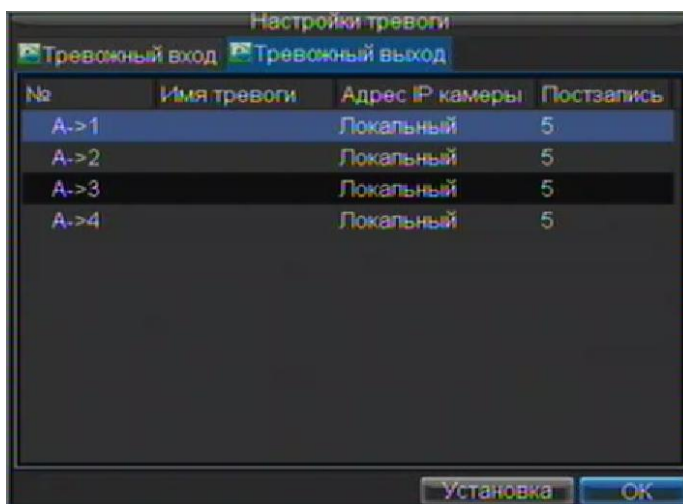 Настройки тревоги
Тревожный вход Тревожный выход
№ Имя тревоги Адрес IP камеры Постзапись
A->1 Локальный 5
A->2 Локальный 5
A->3 Локальный 5
A->4 Локальный 5
Установка OK